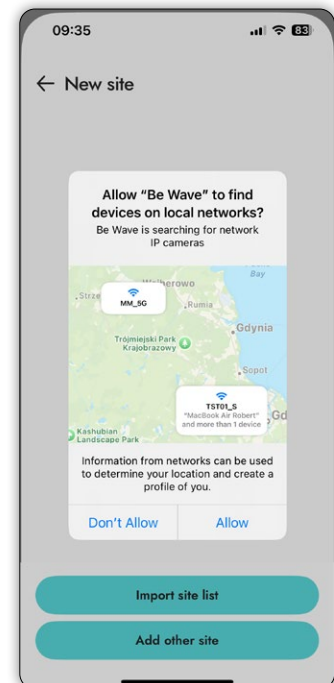 09:35
83
← New site
Allow “Be Wave” to find
devices on local networks?
Be Wave is searching for network
IP cameras
Bay
MM_5G
Rumia
Gdynia
Trójmiejski Park
Krajobrazowy
Sopot
TST01_S
“MacBook Air Robert”
and more than 1 device
Kashubian
Landscape Park
Information from networks can be used
to determine your location and create a
profile of you.
Don’t Allow
Allow
Import site list
Add other site